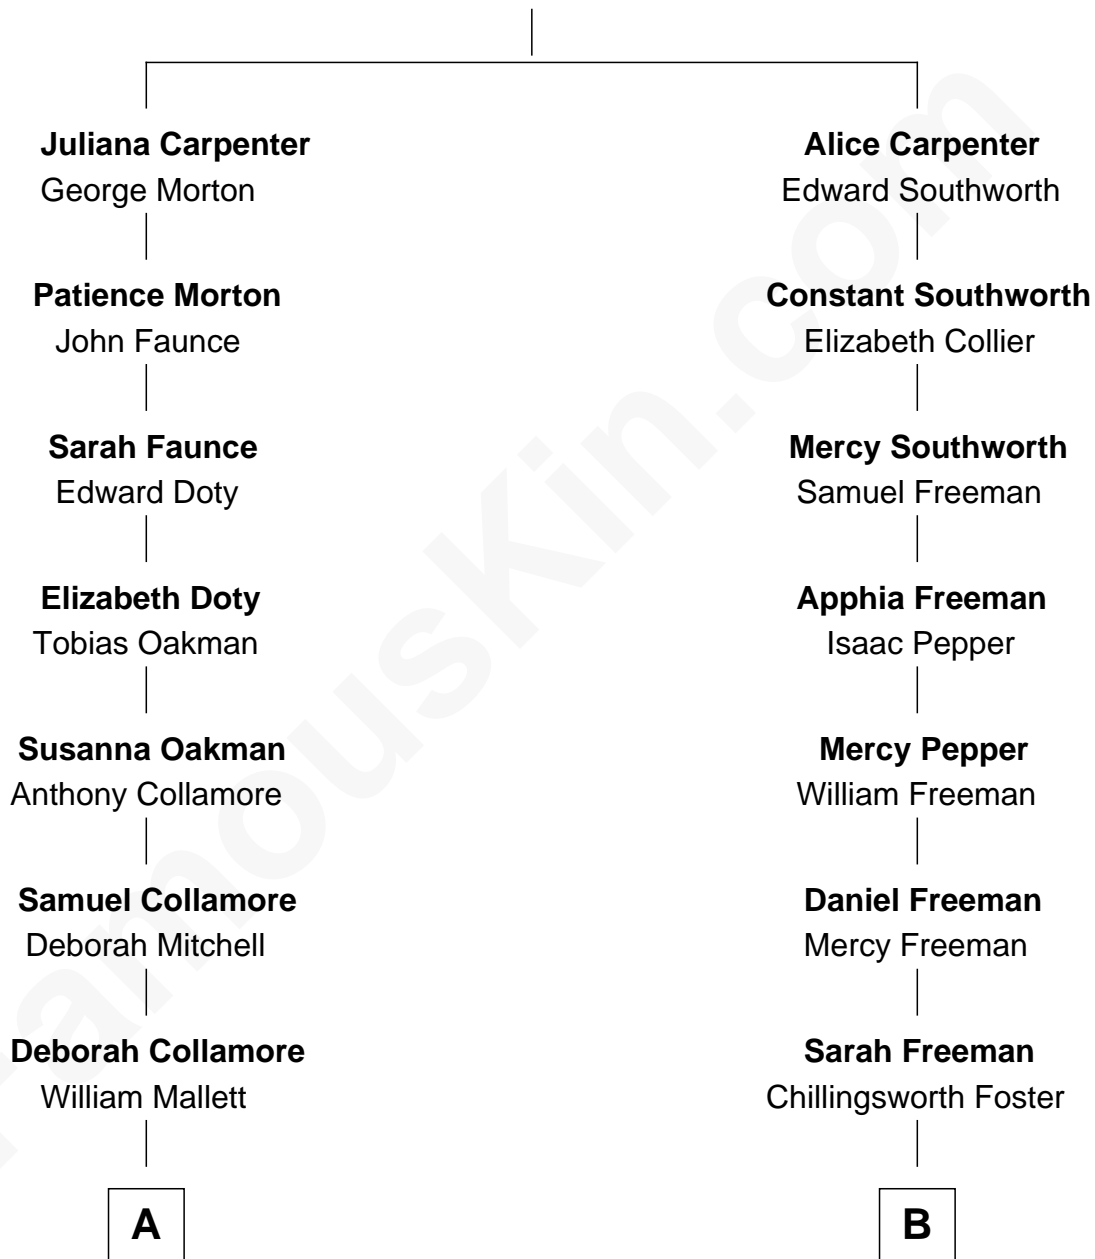 Juliana Carpenter
George Morton
Patience Morton
John Faunce
Sarah Faunce
Edward Doty
Elizabeth Doty
Tobias Oakman
Susanna Oakman
Anthony Collamore
Samuel Collamore
Deborah Mitchell
Deborah Collamore
William Mallett
A
Alice Carpenter
Edward Southworth
Constant Southworth
Elizabeth Collier
Mercy Southworth
Samuel Freeman
Apphia Freeman
Isaac Pepper
Mercy Pepper
William Freeman
Daniel Freeman
Mercy Freeman
Sarah Freeman
Chillingsworth Foster
B
FamousKin.com